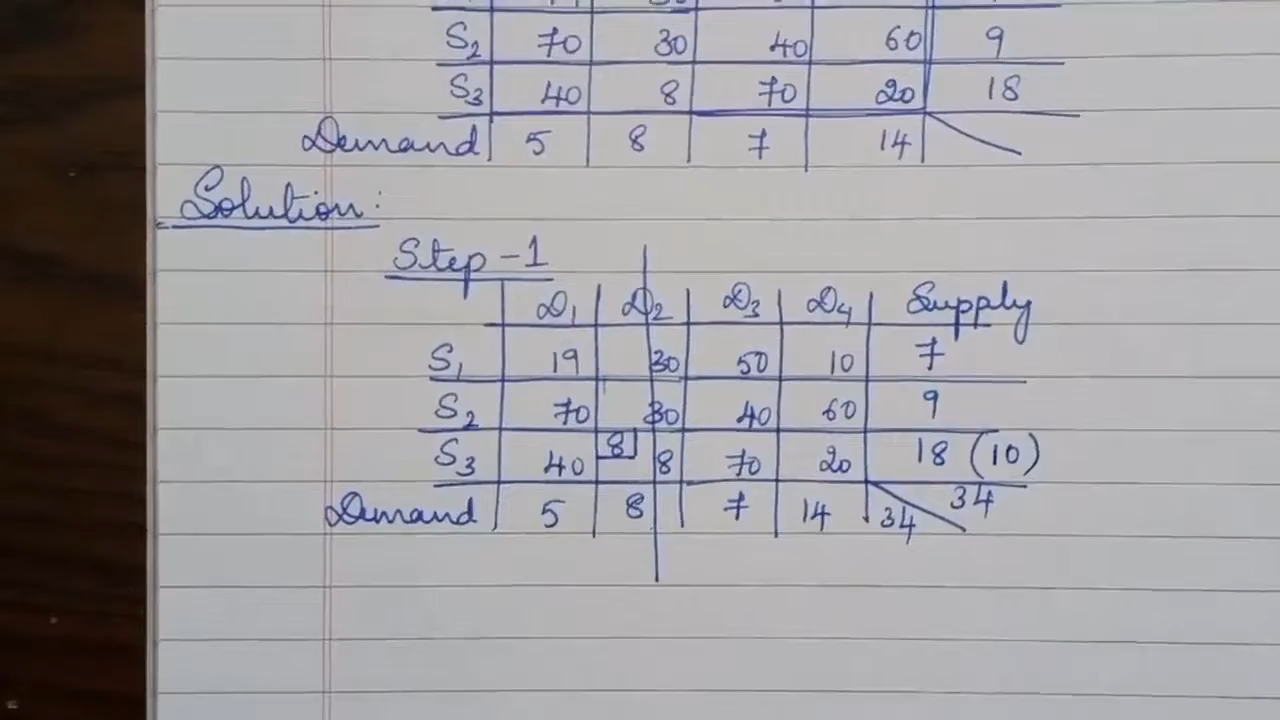 S2 70 30 40 60 9
S3 40 8 70 20 18
Demand 5 8 7 14
Solution:
Step -1
D1 D2 D3 D4 Supply
S1 19 30 50 10 7
S2 70 30 40 60 9
S3 40 8 8 70 20 18 (10)
Demand 5 8 7 14 34 34